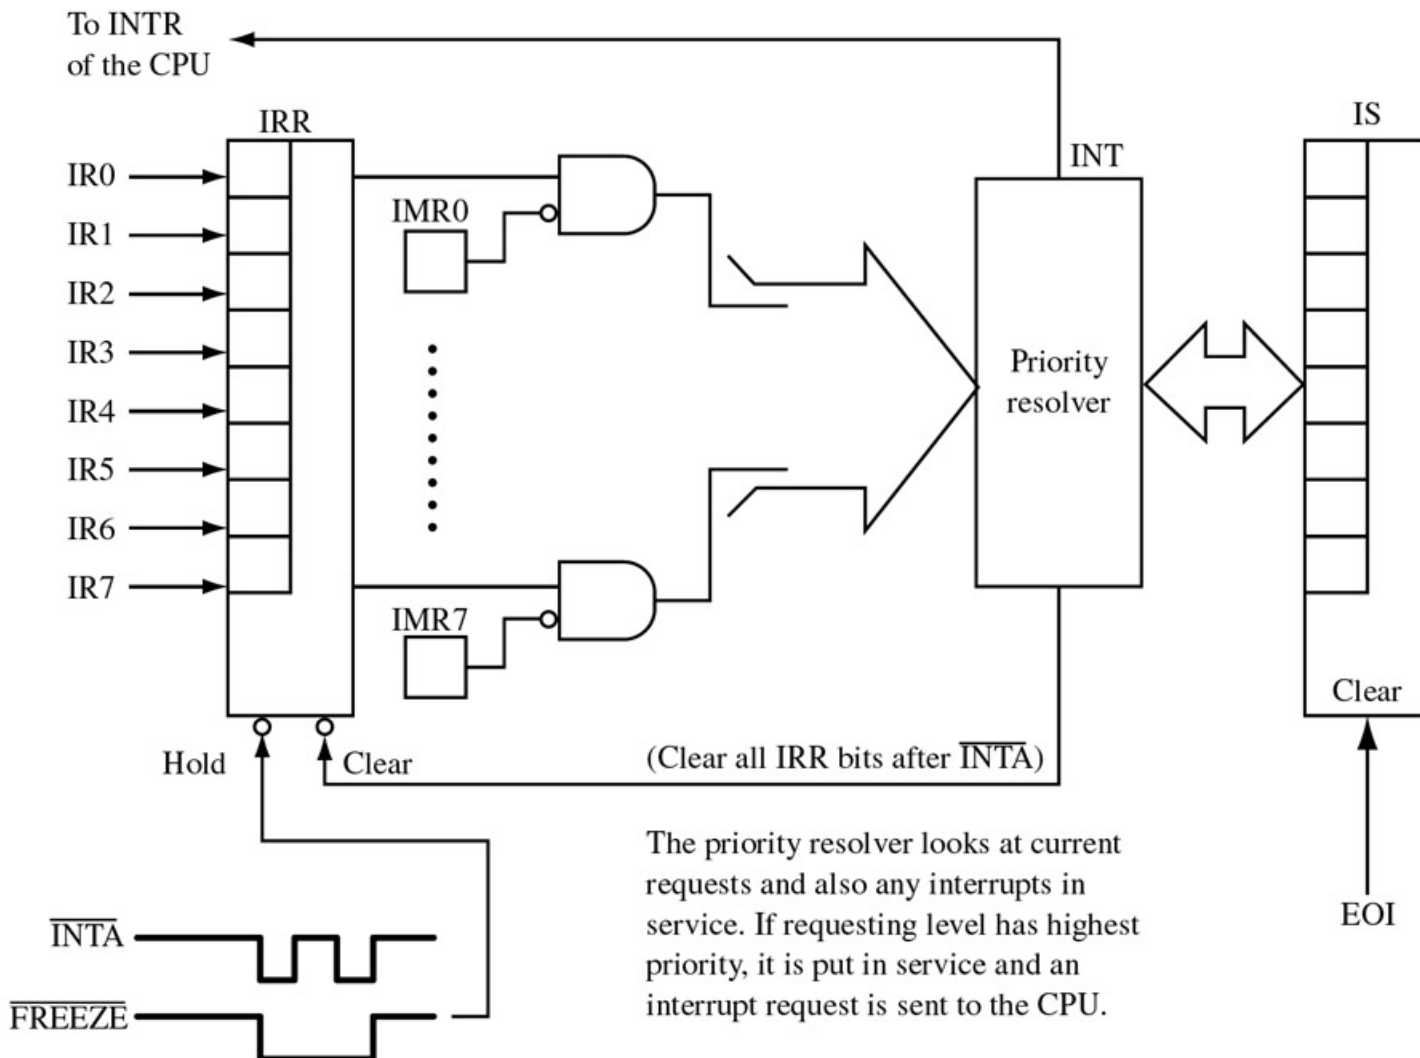 To INTR
of the CPU
IRR
IS
INT
IR0
IR1
IR2
IR3
IR4
IR5
IR6
IR7
IMR0
IMR7
Priority
resolver
Clear
Hold
Clear
(Clear all IRR bits after I̅N̅T̅A̅)
The priority resolver looks at current
requests and also any interrupts in
service. If requesting level has highest
priority, it is put in service and an
interrupt request is sent to the CPU.
EOI
I̅N̅T̅A̅
F̅R̅E̅E̅Z̅E̅